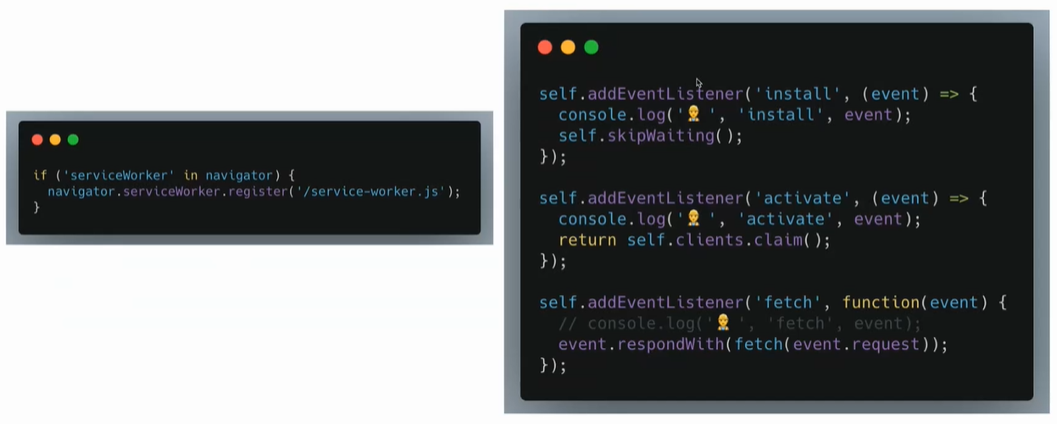 if ('serviceWorker' in navigator) {
  navigator.serviceWorker.register('/service-worker.js');
}
self.addEventListener('install', (event) => {
  console.log('👷 ', 'install', event);
  self.skipWaiting();
});
self.addEventListener('activate', (event) => {
  console.log('👷 ', 'activate', event);
  return self.clients.claim();
});
self.addEventListener('fetch', function(event) {
  // console.log('👷 ', 'fetch', event);
  event.respondWith(fetch(event.request));
});